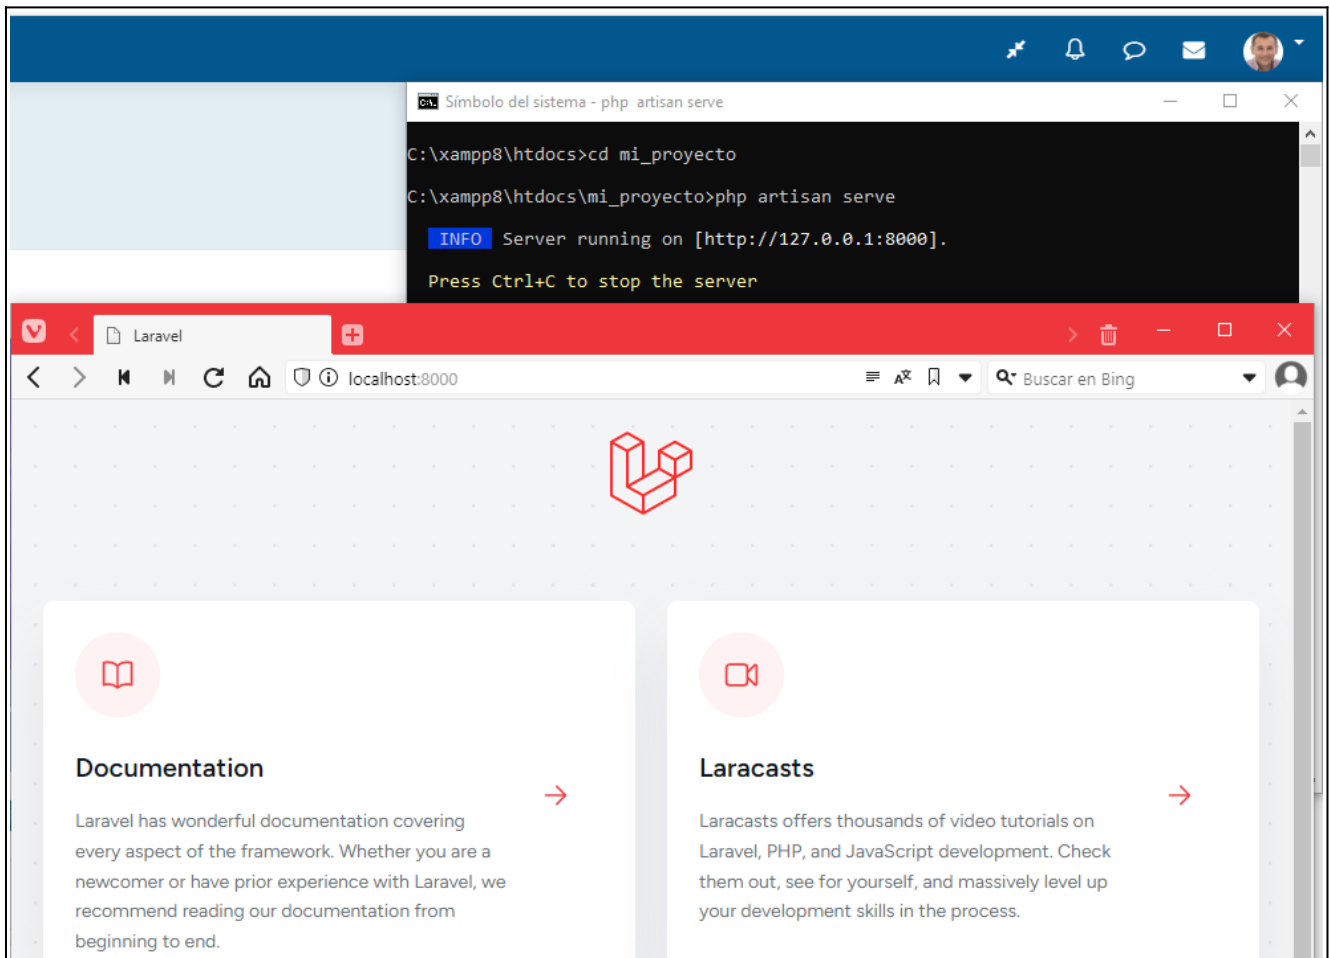 Símbolo del sistema - php artisan serve
C:\xampp8\htdocs>cd mi_proyecto
C:\xampp8\htdocs\mi_proyecto>php artisan serve
INFO Server running on [http://127.0.0.1:8000].
Press Ctrl+C to stop the server
Laravel
localhost:8000
Buscar en Bing
Documentation
Laravel has wonderful documentation covering
every aspect of the framework. Whether you are a
newcomer or have prior experience with Laravel, we
recommend reading our documentation from
beginning to end.
Laracasts
Laracasts offers thousands of video tutorials on
Laravel, PHP, and JavaScript development. Check
them out, see for yourself, and massively level up
your development skills in the process.